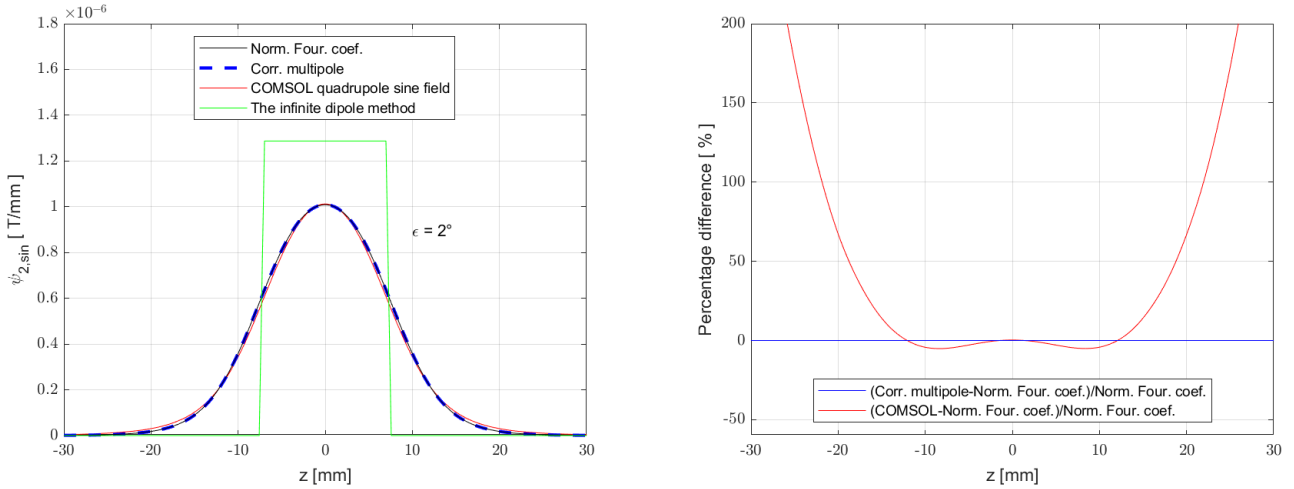 ×10⁻⁶
1.8
1.6
1.4
1.2
1
0.8
0.6
0.4
0.2
0
-30
-20
-10
0
10
20
30
z [mm]
ψ2,sin [ T/mm ]
Norm. Four. coef.
Corr. multipole
COMSOL quadrupole sine field
The infinite dipole method
ϵ = 2°
200
150
100
50
0
-50
-30
-20
-10
0
10
20
30
z [mm]
Percentage difference [ % ]
(Corr. multipole-Norm. Four. coef.)/Norm. Four. coef.
(COMSOL-Norm. Four. coef.)/Norm. Four. coef.